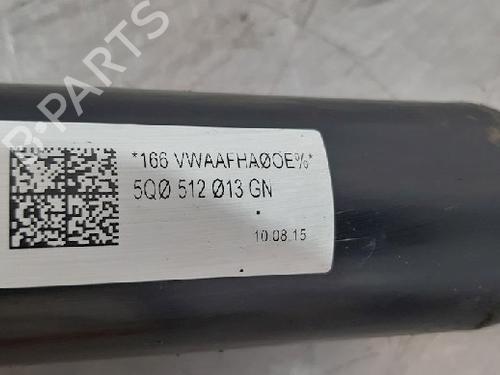 B-PARTS
*166 VWAAFHAØOE%*
5QØ 512 Ø13 GN
10.08.15